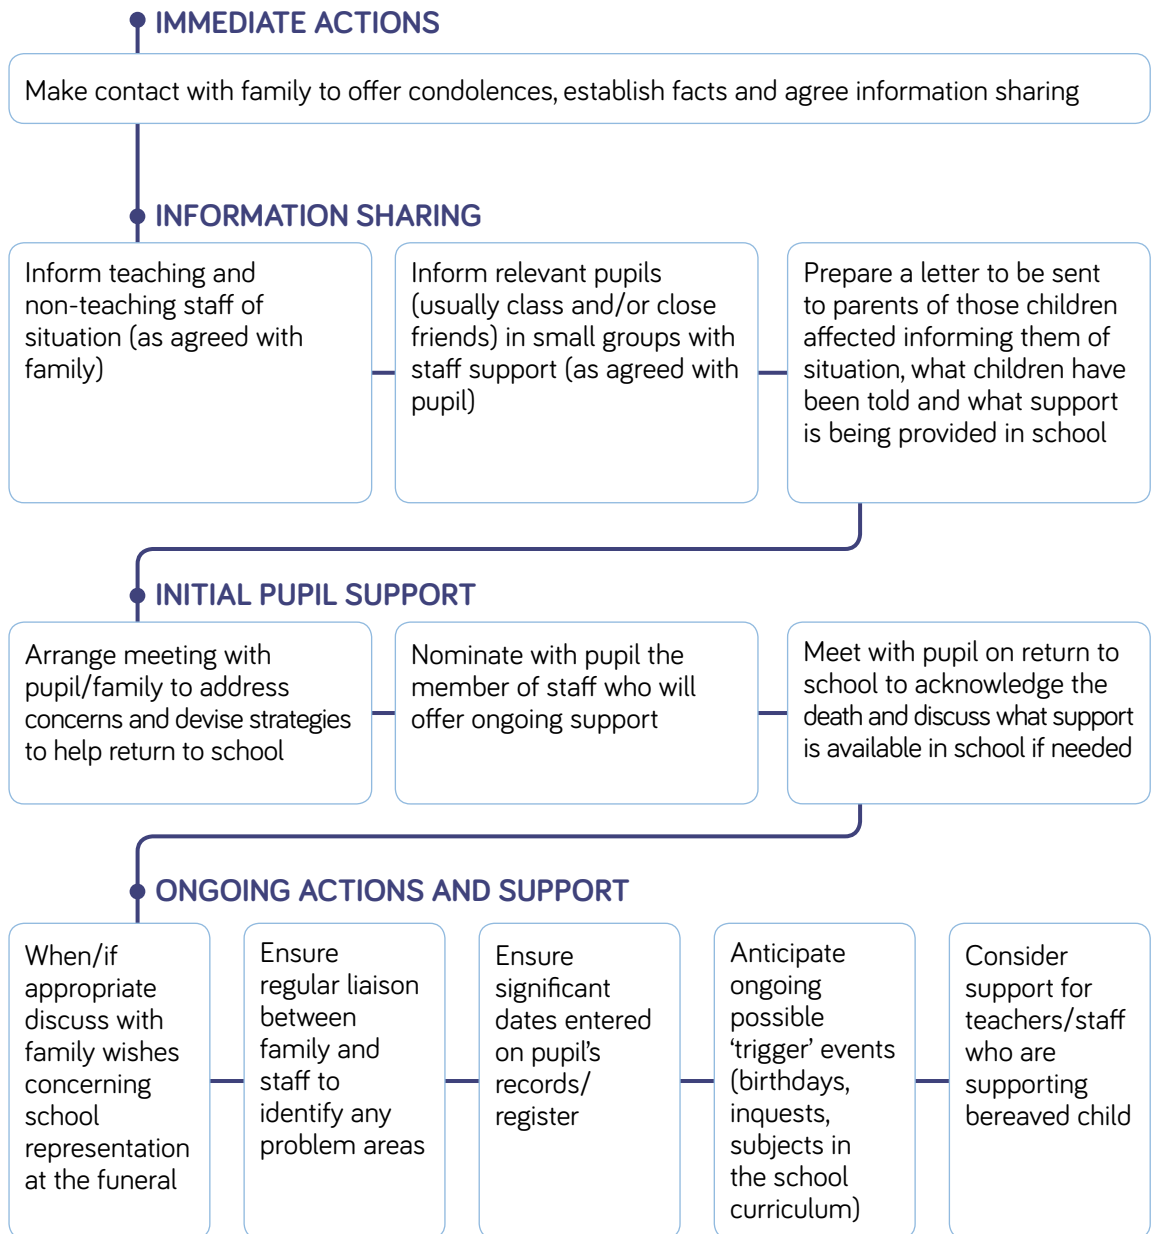 IMMEDIATE ACTIONS
Make contact with family to offer condolences, establish facts and agree information sharing
INFORMATION SHARING
Inform teaching and
non-teaching staff of
situation (as agreed with
family)
Inform relevant pupils
(usually class and/or close
friends) in small groups with
staff support (as agreed with
pupil)
Prepare a letter to be sent
to parents of those children
affected informing them of
situation, what children have
been told and what support
is being provided in school
INITIAL PUPIL SUPPORT
Arrange meeting with
pupil/family to address
concerns and devise strategies
to help return to school
Nominate with pupil the
member of staff who will
offer ongoing support
Meet with pupil on return to
school to acknowledge the
death and discuss what support
is available in school if needed
ONGOING ACTIONS AND SUPPORT
When/if
appropriate
discuss with
family wishes
concerning
school
representation
at the funeral
Ensure
regular liaison
between
family and
staff to
identify any
problem areas
Ensure
significant
dates entered
on pupil’s
records/
register
Anticipate
ongoing
possible
‘trigger’ events
(birthdays,
inquests,
subjects in
the school
curriculum)
Consider
support for
teachers/staff
who are
supporting
bereaved child